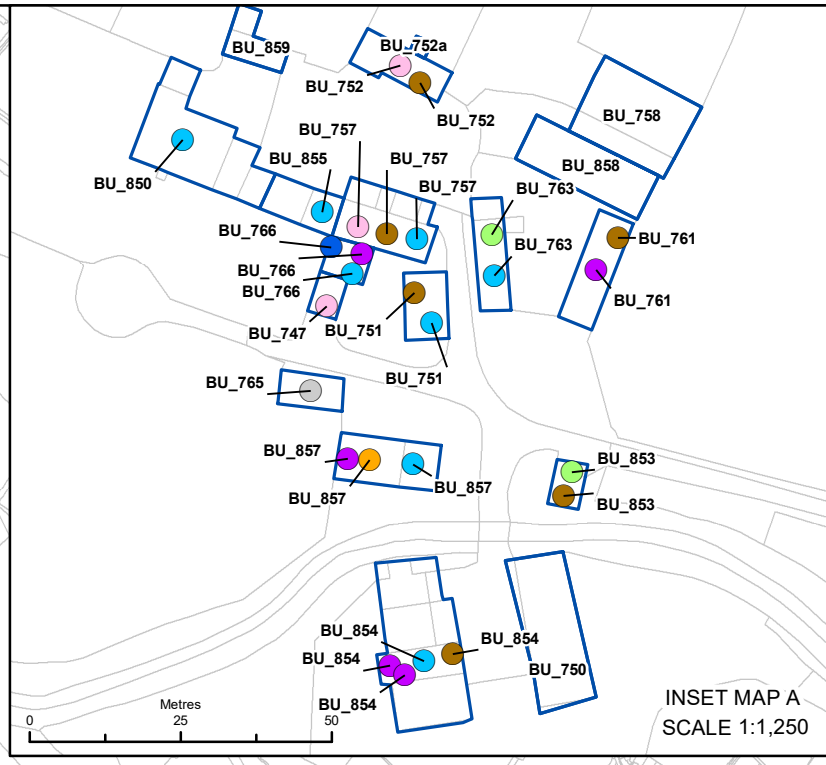 BU_859
BU_752a
BU_752
BU_752
BU_758
BU_757
BU_757
BU_855
BU_858
BU_850
BU_757
BU_763
BU_766
BU_763
BU_761
BU_766
BU_766
BU_761
BU_747
BU_751
BU_751
BU_765
BU_857
BU_857
BU_857
BU_853
BU_853
BU_854
BU_854
BU_854
BU_750
BU_854
INSET MAP A
SCALE 1:1,250
Metres
0 25 50